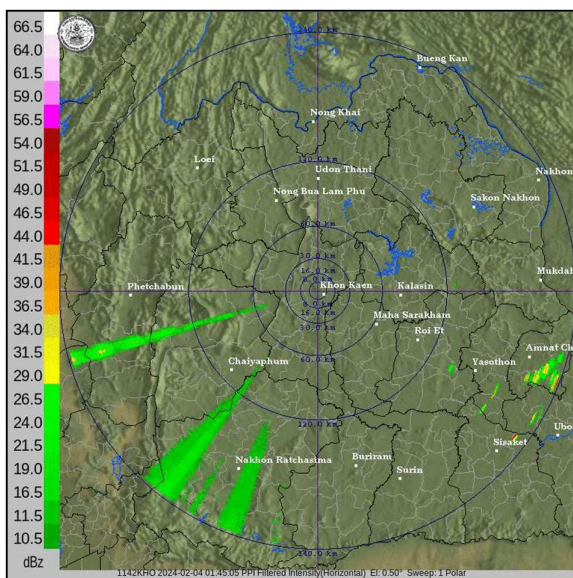 66.5
64.0
61.5
59.0
56.5
54.0
51.5
49.0
46.5
44.0
41.5
39.0
36.5
34.0
31.5
29.0
26.5
24.0
21.5
19.0
16.5
13.5
10.5
dBz
Bueng Kan
Nong Khai
Loei
Udon Thani
Nakhon
Nong Bua Lam Phu
Sakon Nakhon
30.0 km
Mukdah
Phetchabun
Khon Kaen
Kalasin
30.0 km
Maha Sarakham
Roi Et
60.0 km
Amnat Ch
Chaiyaphum
Yasothon
120.0 km
Ubo
Sisaket
Nakhon Ratchasima
Buriram
Surin
1142KHO 2024-02-04 01:45:05 PPI Filtered Intensity(Horizontal) El: 0.50° Sweep: 1 Polar